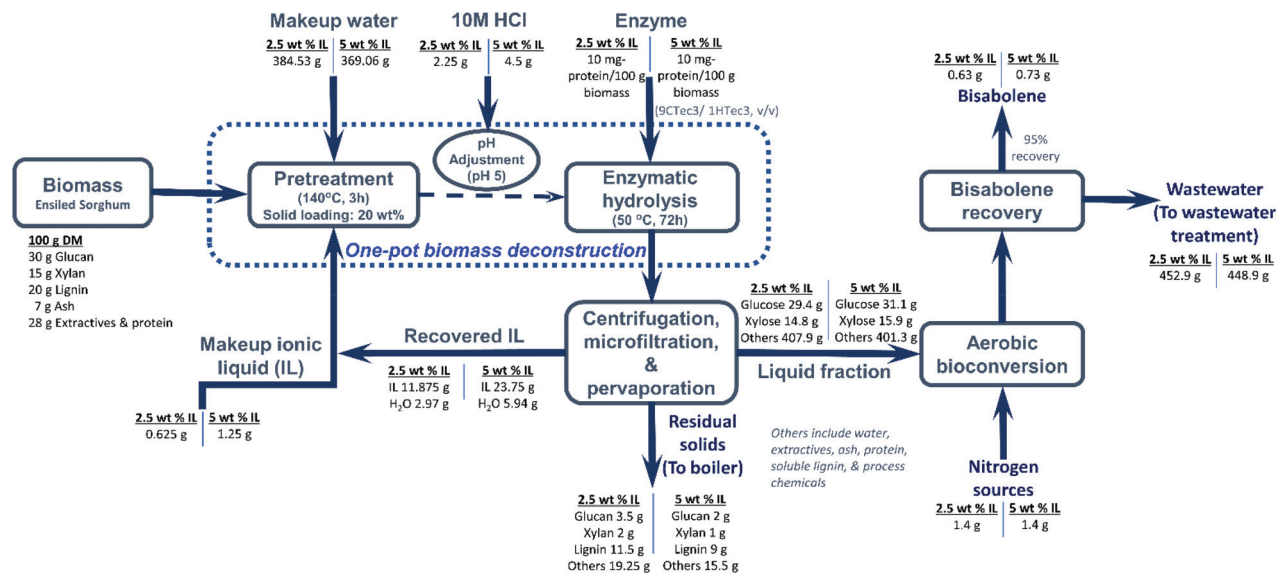 Makeup water
2.5 wt % IL 5 wt % IL
384.53 g 369.06 g
10M HCl
2.5 wt % IL 5 wt % IL
2.25 g 4.5 g
Enzyme
2.5 wt % IL 5 wt % IL
10 mg- 10 mg-
protein/100 g protein/100 g
biomass biomass
(9CTec3/ 1HTec3, v/v)
2.5 wt % IL 5 wt % IL
0.63 g 0.73 g
Bisabolene
95%
recovery
Biomass
Ensiled Sorghum
100 g DM
30 g Glucan
15 g Xylan
20 g Lignin
7 g Ash
28 g Extractives & protein
Pretreatment
(140°C, 3h)
Solid loading: 20 wt%
pH
Adjustment
(pH 5)
Enzymatic
hydrolysis
(50 °C, 72h)
One-pot biomass deconstruction
Bisabolene
recovery
Wastewater
(To wastewater
treatment)
2.5 wt % IL 5 wt % IL
452.9 g 448.9 g
Makeup ionic
liquid (IL)
2.5 wt % IL 5 wt % IL
0.625 g 1.25 g
Recovered IL
2.5 wt % IL 5 wt % IL
IL 11.875 g IL 23.75 g
H2O 2.97 g H2O 5.94 g
Centrifugation,
microfiltration,
&
pervaporation
2.5 wt % IL 5 wt % IL
Glucose 29.4 g Glucose 31.1 g
Xylose 14.8 g Xylose 15.9 g
Others 407.9 g Others 401.3 g
Liquid fraction
Aerobic
bioconversion
Residual
solids
(To boiler)
2.5 wt % IL 5 wt % IL
Glucan 3.5 g Glucan 2 g
Xylan 2 g Xylan 1 g
Lignin 11.5 g Lignin 9 g
Others 19.25 g Others 15.5 g
Others include water,
extractives, ash, protein,
soluble lignin, & process
chemicals
Nitrogen
sources
2.5 wt % IL 5 wt % IL
1.4 g 1.4 g